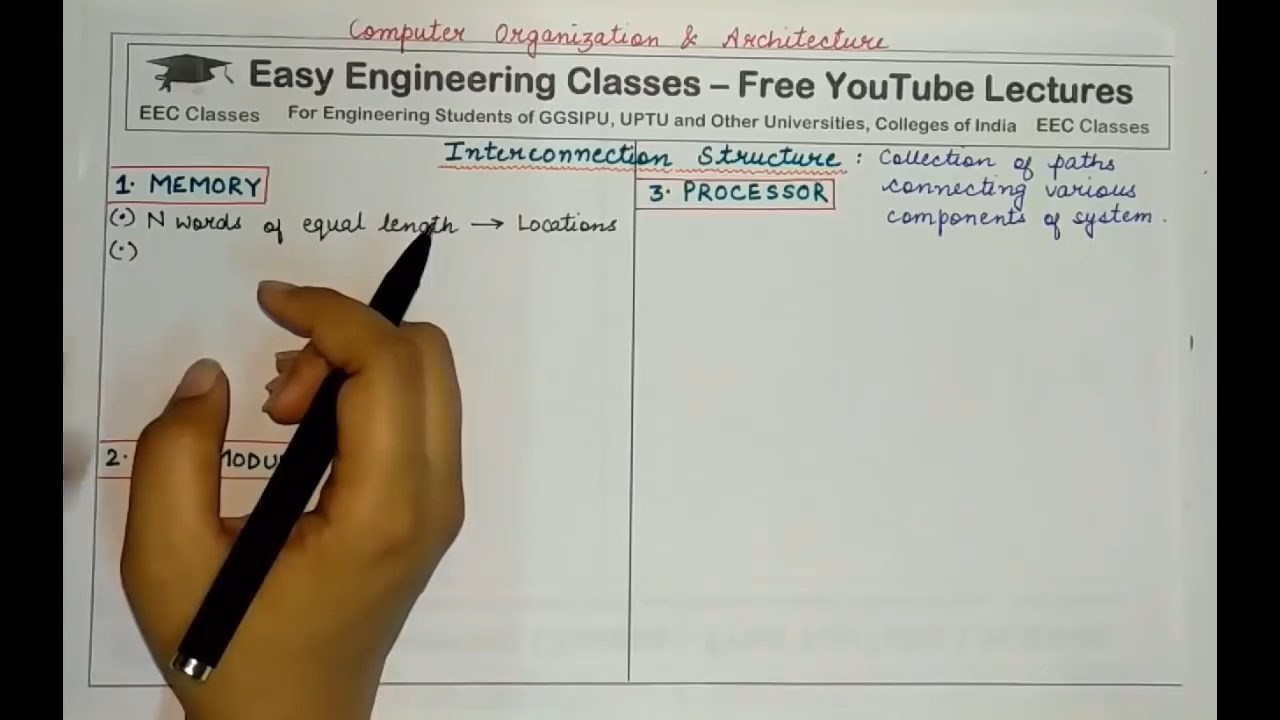 Computer Organization & Architecture
Easy Engineering Classes – Free YouTube Lectures
EEC Classes For Engineering Students of GGSIPU, UPTU and Other Universities, Colleges of India EEC Classes
Interconnection Structure : Collection of paths
connecting various
components of system.
1. MEMORY
(•) N words of equal length → Locations
(•)
2.
3. PROCESSOR